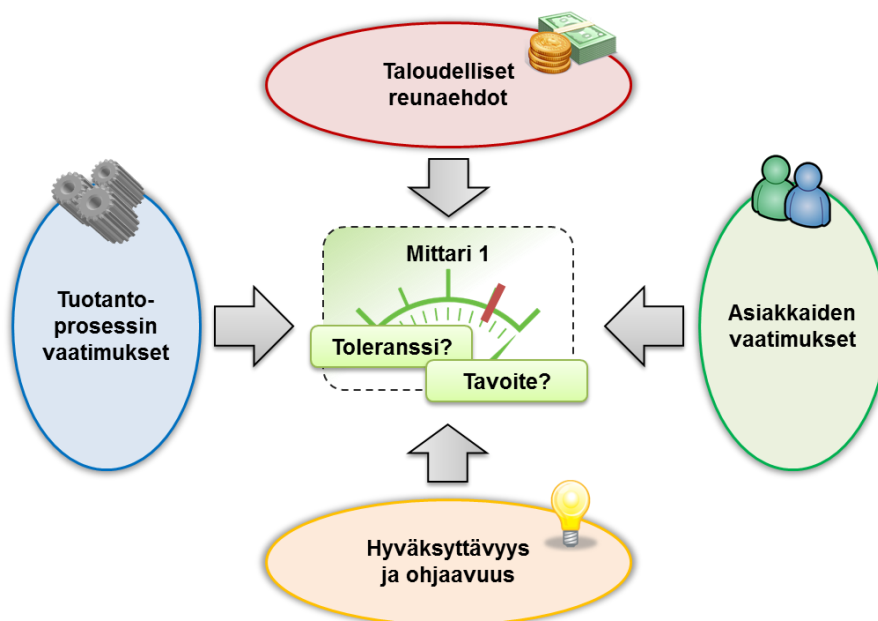 Taloudelliset
reunaehdot
Tuotanto-
prosessin
vaatimukset
Mittari 1
Toleranssi?
Tavoite?
Asiakkaiden
vaatimukset
Hyväksyttävyys
ja ohjaavuus